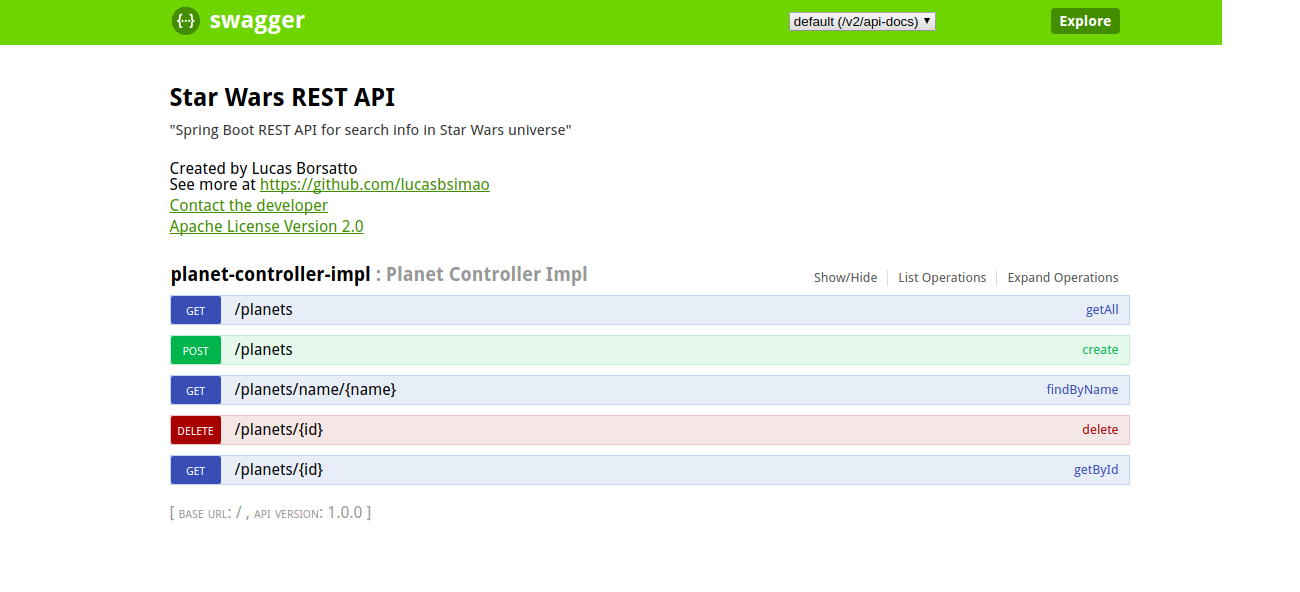 {···} swagger default (/v2/api-docs) Explore
Star Wars REST API
"Spring Boot REST API for search info in Star Wars universe"
Created by Lucas Borsatto
See more at https://github.com/lucasbsimao
Contact the developer
Apache License Version 2.0
planet-controller-impl : Planet Controller Impl Show/Hide List Operations Expand Operations
GET /planets getAll
POST /planets create
GET /planets/name/{name} findByName
DELETE /planets/{id} delete
GET /planets/{id} getById
[ BASE URL: / , API VERSION: 1.0.0 ]